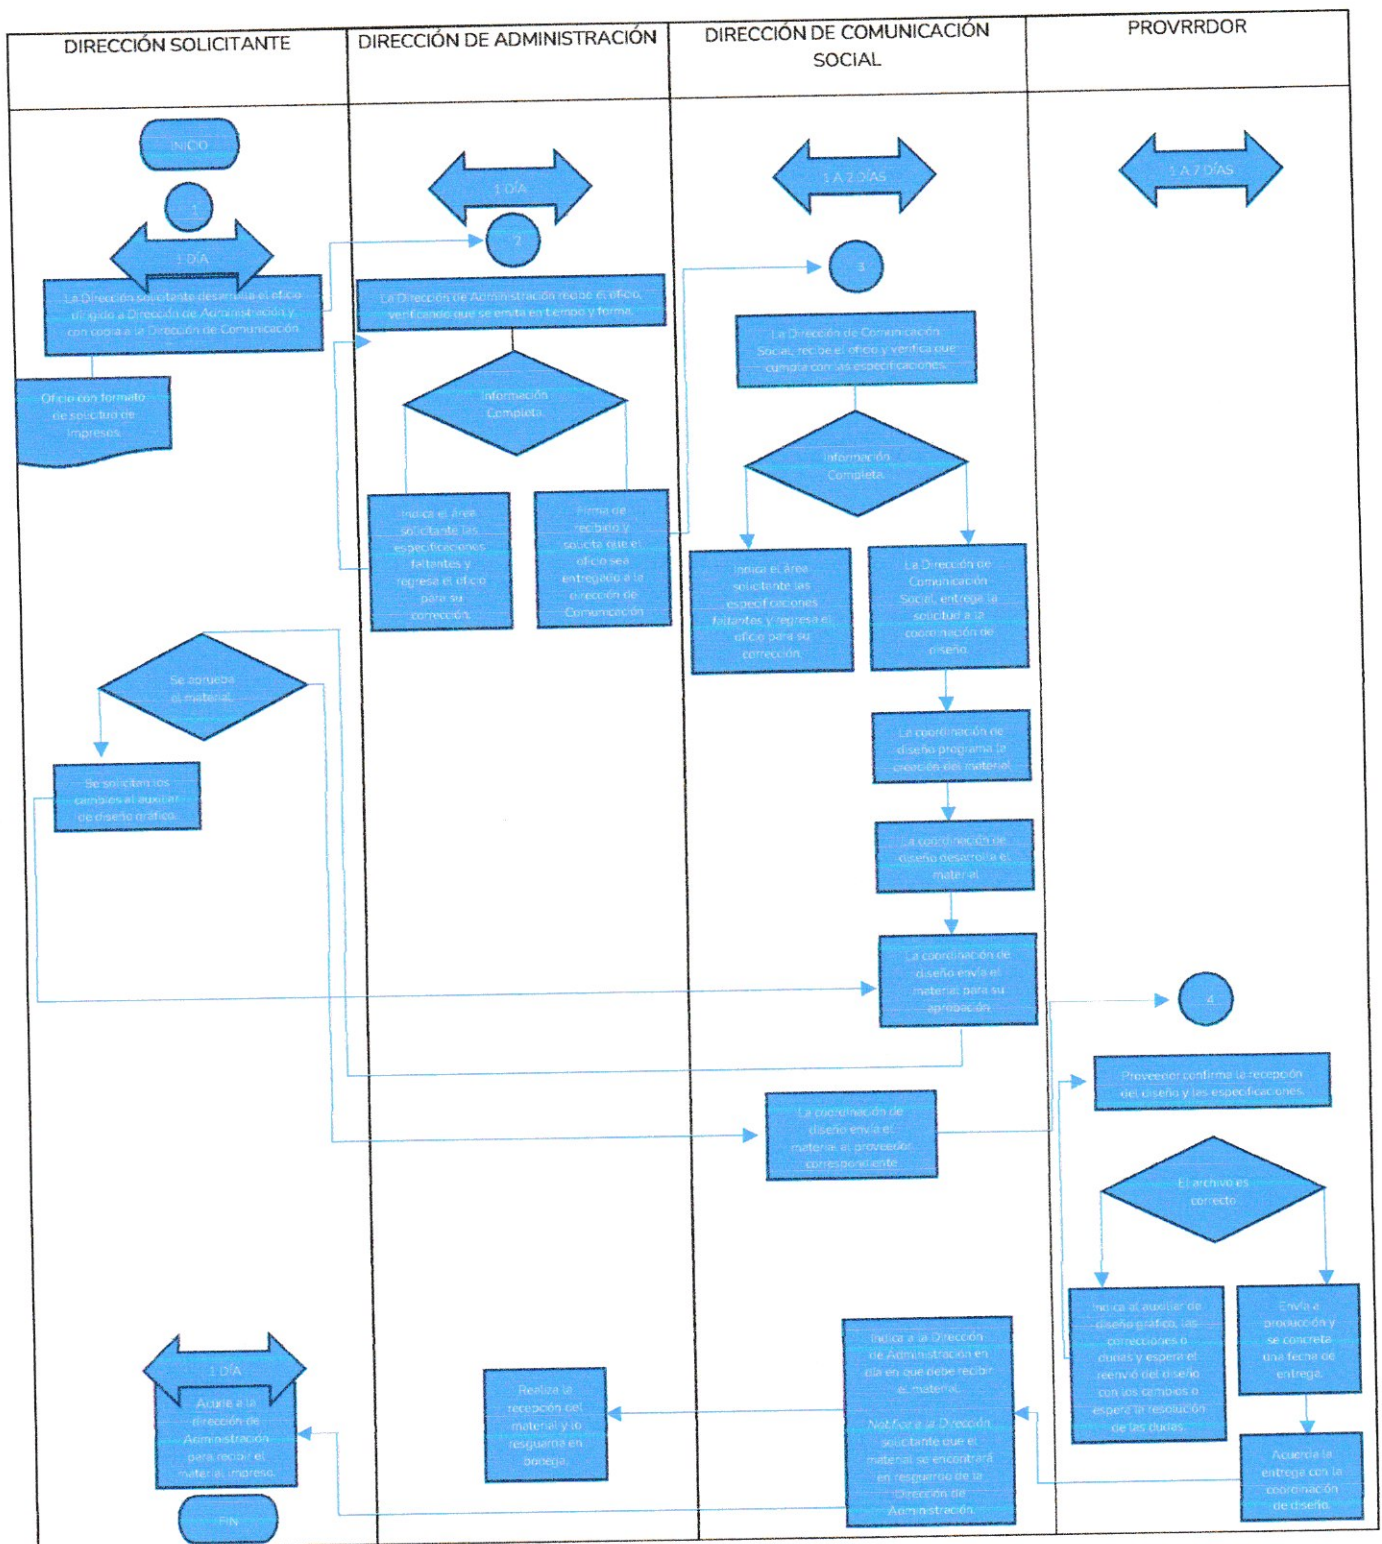 DIRECCIÓN SOLICITANTE
DIRECCIÓN DE ADMINISTRACIÓN
DIRECCIÓN DE COMUNICACIÓN
SOCIAL
PROVRRDOR
INICIO
1
1 DÍA
La Dirección solicitante desarrolla el oficio
dirigido a Dirección de Administración y
con copia a la Dirección de Comunicación
Oficio con formato
de solicitud de
impresos.
1 DÍA
2
La Dirección de Administración recibe el oficio,
verificando que se emita en tiempo y forma.
Información
Completa.
Indica el área
solicitante las
especificaciones
faltantes y
regresa el oficio
para su
corrección.
Firma de
recibido y
solicita que el
oficio sea
entregado a la
dirección de
Comunicación
1 A 2 DÍAS
3
La Dirección de Comunicación
Social, recibe el oficio y verifica que
cumpla con las especificaciones.
Información
Completa.
Indica el área
solicitante las
especificaciones
faltantes y regresa el
oficio para su
corrección.
La Dirección de
Comunicación
Social, entrega la
solicitud a la
coordinación de
diseño.
La coordinación de
diseño programa la
creación del material
La coordinación de
diseño desarrolla el
material
La coordinación de
diseño envía el
material para su
aprobación.
Se aprueba
el material.
Se solicitan los
cambios al auxiliar
de diseño gráfico.
La coordinación de
diseño envía el
material al proveedor
correspondiente
1 A 7 DÍAS
4
Proveedor confirma la recepción
del diseño y las especificaciones.
El archivo es
correcto
Indica al auxiliar de
diseño gráfico, las
correcciones o
dudas y espera el
reenvió del diseño
con los cambios o
espera la resolución
de las dudas.
Envía a
producción y
se concreta
una fecha de
entrega.
Acuerda la
entrega con la
coordinación
de diseño.
Indica a la Dirección
de Administración en
día en que debe recibir
el material.
Notifica a la Dirección
solicitante que el
material se encontrará
en resguardo de la
Dirección de
Administración.
Realiza la
recepción del
material y lo
resguarda en
bodega.
1 DÍA
Acude a la
dirección de
Administración
para recibir el
material impreso.
FIN